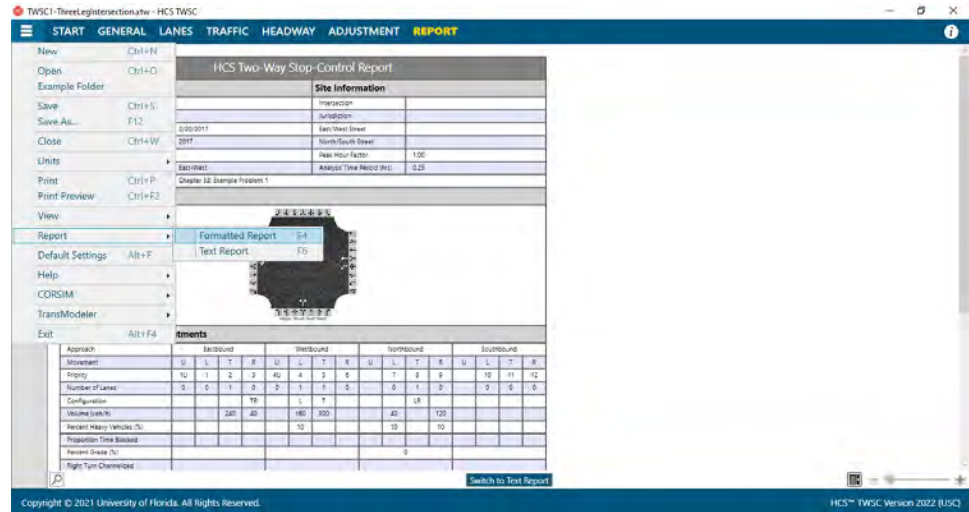 TWSC1-ThreeLegIntersection.xtw - HCS TWSC
START GENERAL LANES TRAFFIC HEADWAY ADJUSTMENT REPORT
New Ctrl+N
Open Ctrl+O
Example Folder
Save Ctrl+S
Save As... F12
Close Ctrl+W
Units
Print Ctrl+P
Print Preview Ctrl+F2
View
Report
Default Settings Alt+F
Help
CORSIM
TransModeler
Exit Alt+F4
Formatted Report F4
Text Report F6
HCS Two-Way Stop-Control Report
Site Information
Intersection
Jurisdiction
2/20/2017 East/West Street
2017 North/South Street
Peak Hour Factor 1.00
East-West Analysis Time Period (hrs) 0.25
Chapter 32: Example Problem 1
tments
Approach Eastbound Westbound Northbound Southbound
Movement U L T R U L T R U L T R U L T R
Priority 1U 1 2 3 4U 4 5 6 7 8 9 10 11 12
Number of Lanes 0 0 1 0 0 1 1 0 0 1 0 0 0 0
Configuration TR L T LR
Volume (veh/h) 240 40 160 300 40 120
Percent Heavy Vehicles (%) 10 10 10
Proportion Time Blocked
Percent Grade (%) 0
Right Turn Channelized
Switch to Text Report
Copyright © 2021 University of Florida. All Rights Reserved.
HCS™ TWSC Version 2022 (USC)